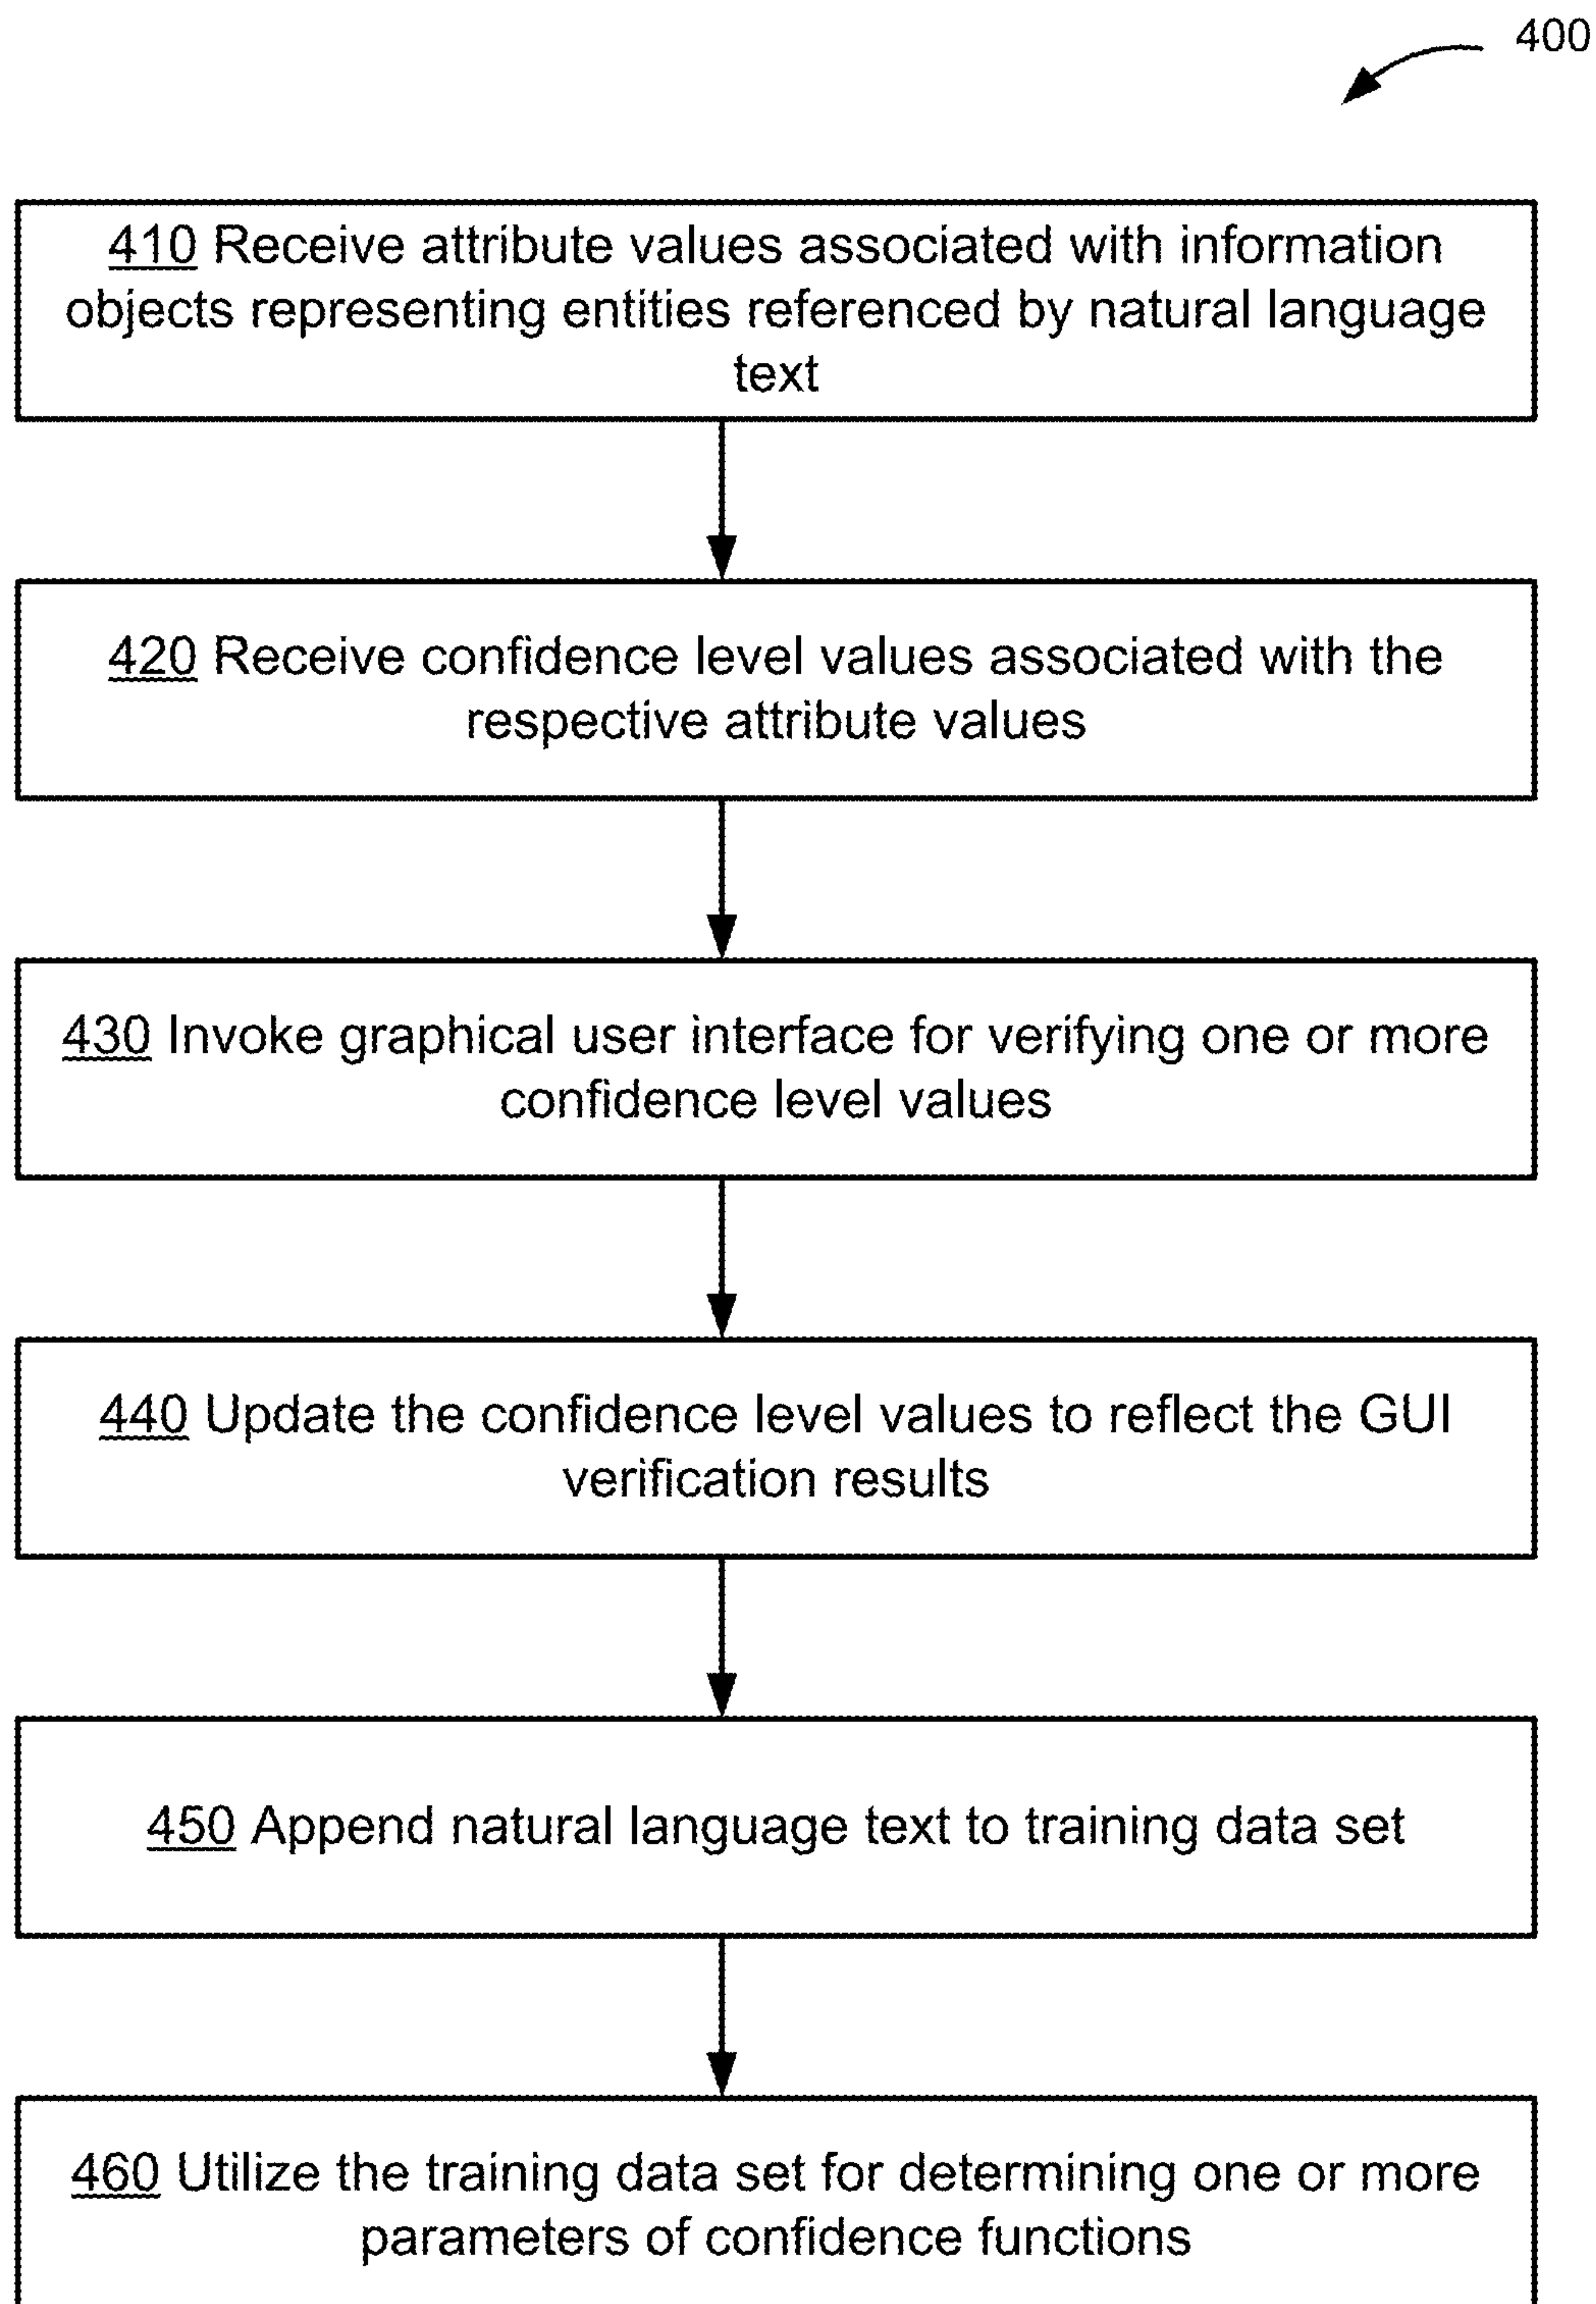 400
410 Receive attribute values associated with information
objects representing entities referenced by natural language
text
420 Receive confidence level values associated with the
respective attribute values
430 Invoke graphical user interface for verifying one or more
confidence level values
440 Update the confidence level values to reflect the GUI
verification results
450 Append natural language text to training data set
460 Utilize the training data set for determining one or more
parameters of confidence functions